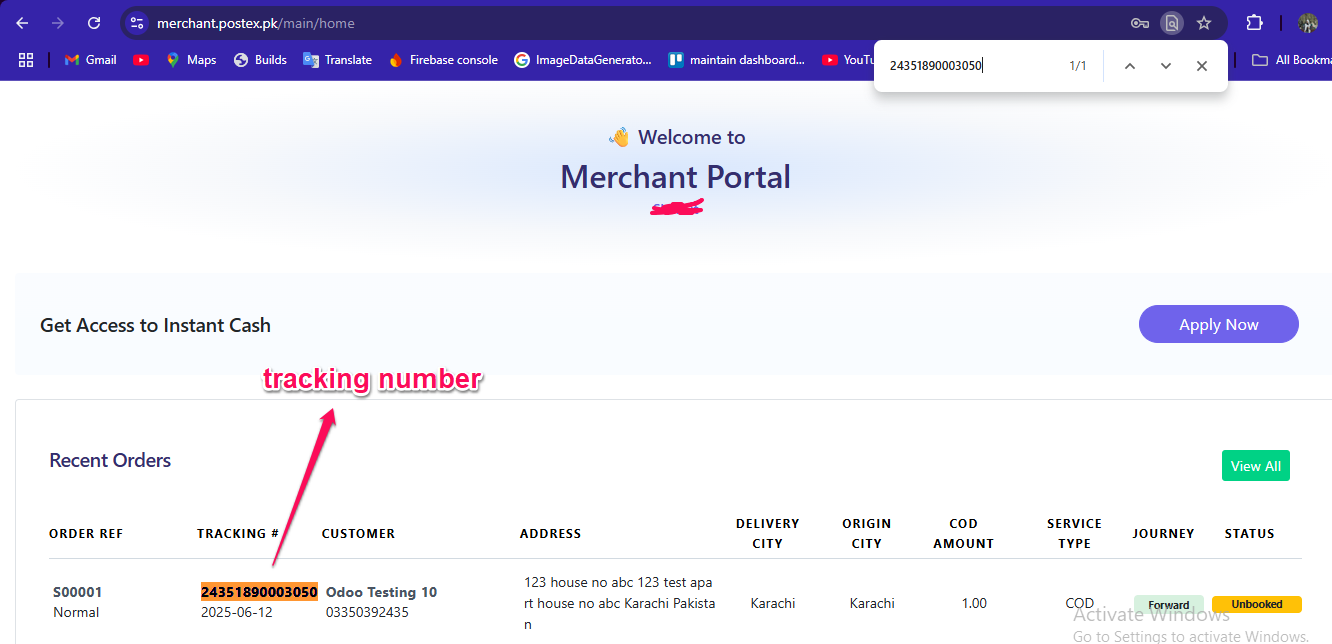 merchant.postex.pk/main/home
Gmail
Maps
Builds
Translate
Firebase console
ImageDataGenerato...
maintain dashboard...
YouTu
All Bookma
24351890003050
1/1
👋 Welcome to
Merchant Portal
Get Access to Instant Cash
Apply Now
tracking number
Recent Orders
View All
ORDER REF
TRACKING #
CUSTOMER
ADDRESS
DELIVERY
CITY
ORIGIN
CITY
COD
AMOUNT
SERVICE
TYPE
JOURNEY
STATUS
S00001
Normal
24351890003050
2025-06-12
Odoo Testing 10
03350392435
123 house no abc 123 test apa
rt house no abc Karachi Pakista
n
Karachi
Karachi
1.00
COD
Forward
Unbooked
Activate Windows
Go to Settings to activate Windows.